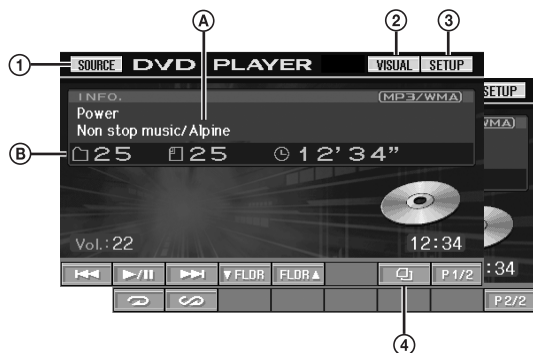 A
2
3
1
SOURCE DVD PLAYER VISUAL SETUP
SETUP
INFO. (MP3/WMA)
WMA)
Power
Non stop music/Alpine
B
25 25 12’34”
Vol.: 22 12:34
:34
▼FLDR FLDR▲ P1/2
P2/2
4